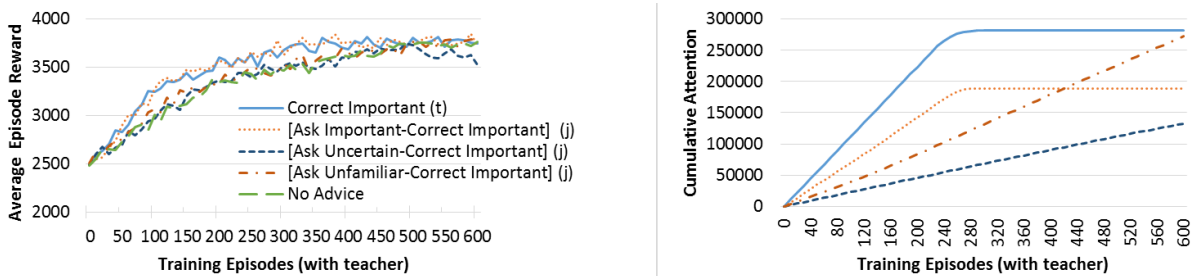 Average Episode Reward
4000
3500
3000
2500
2000
Correct Important (t)
[Ask Important-Correct Important] (j)
[Ask Uncertain-Correct Important] (j)
[Ask Unfamiliar-Correct Important] (j)
No Advice
0 50 100 150 200 250 300 350 400 450 500 550 600
Training Episodes (with teacher)
Cumulative Attention
300000
250000
200000
150000
100000
50000
0
0 40 80 120 160 200 240 280 320 360 400 440 480 520 560 600
Training Episodes (with teacher)